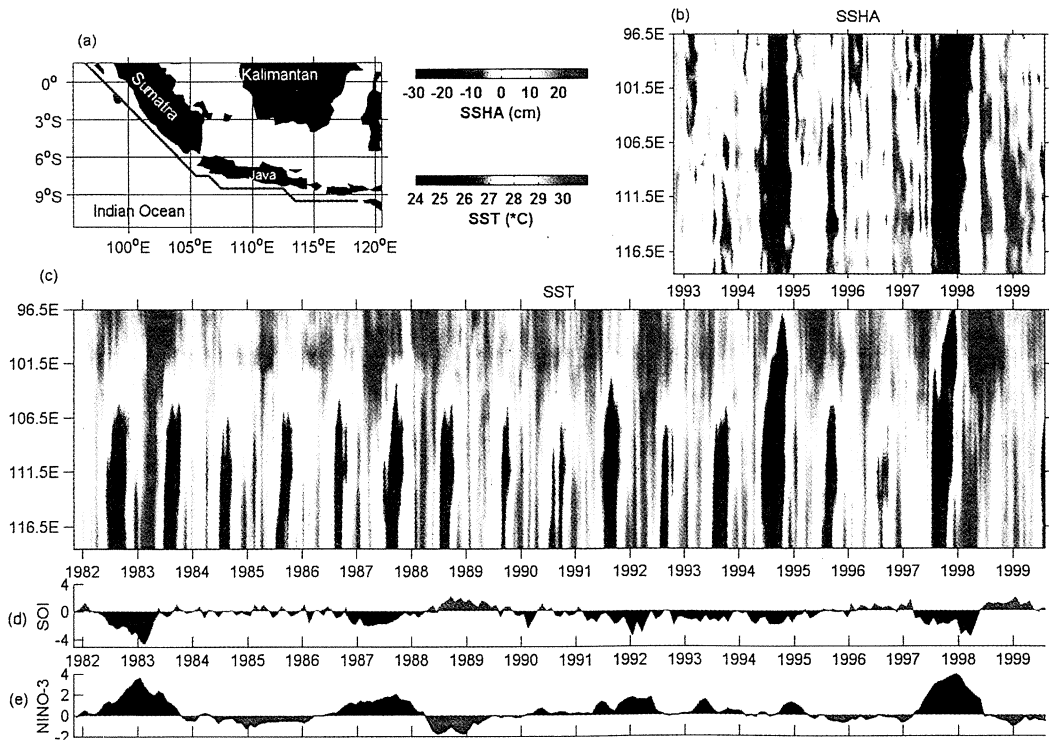 (a)
0°
3°S
6°S
9°S
Sumatra
Kalimantan
Java
Indian Ocean
100°E 105°E 110°E 115°E 120°E
-30 -20 -10 0 10 20
SSHA (cm)
24 25 26 27 28 29 30
SST (*C)
(b) SSHA
96.5E
101.5E
106.5E
111.5E
116.5E
1993 1994 1995 1996 1997 1998 1999
(c) SST
96.5E
101.5E
106.5E
111.5E
116.5E
1982 1983 1984 1985 1986 1987 1988 1989 1990 1991 1992 1993 1994 1995 1996 1997 1998 1999
(d) SOI
4
0
-4
1982 1983 1984 1985 1986 1987 1988 1989 1990 1991 1992 1993 1994 1995 1996 1997 1998 1999
(e) NINO-3
4
2
0
-2